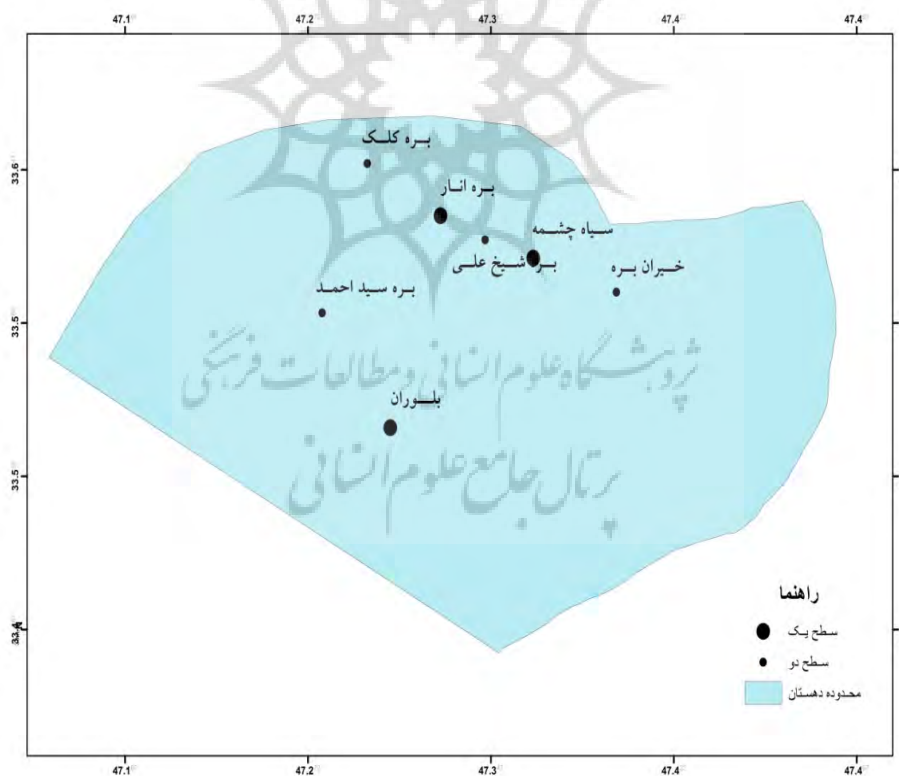 47.1 47.2 47.3 47.4 47.4
33.6
33.5
33.5
33.4
بره کلک
بره انار
سیاه چشمه
بره شیخ علی
خیران بره
بره سید احمد
پژوهشگاه علوم انسانی و مطالعات فرهنگی
بلوران
پرتال جامع علوم انسانی
راهنما
سطح یک
سطح دو
محدوده دهستان
47.1 47.2 47.3 47.4 47.4